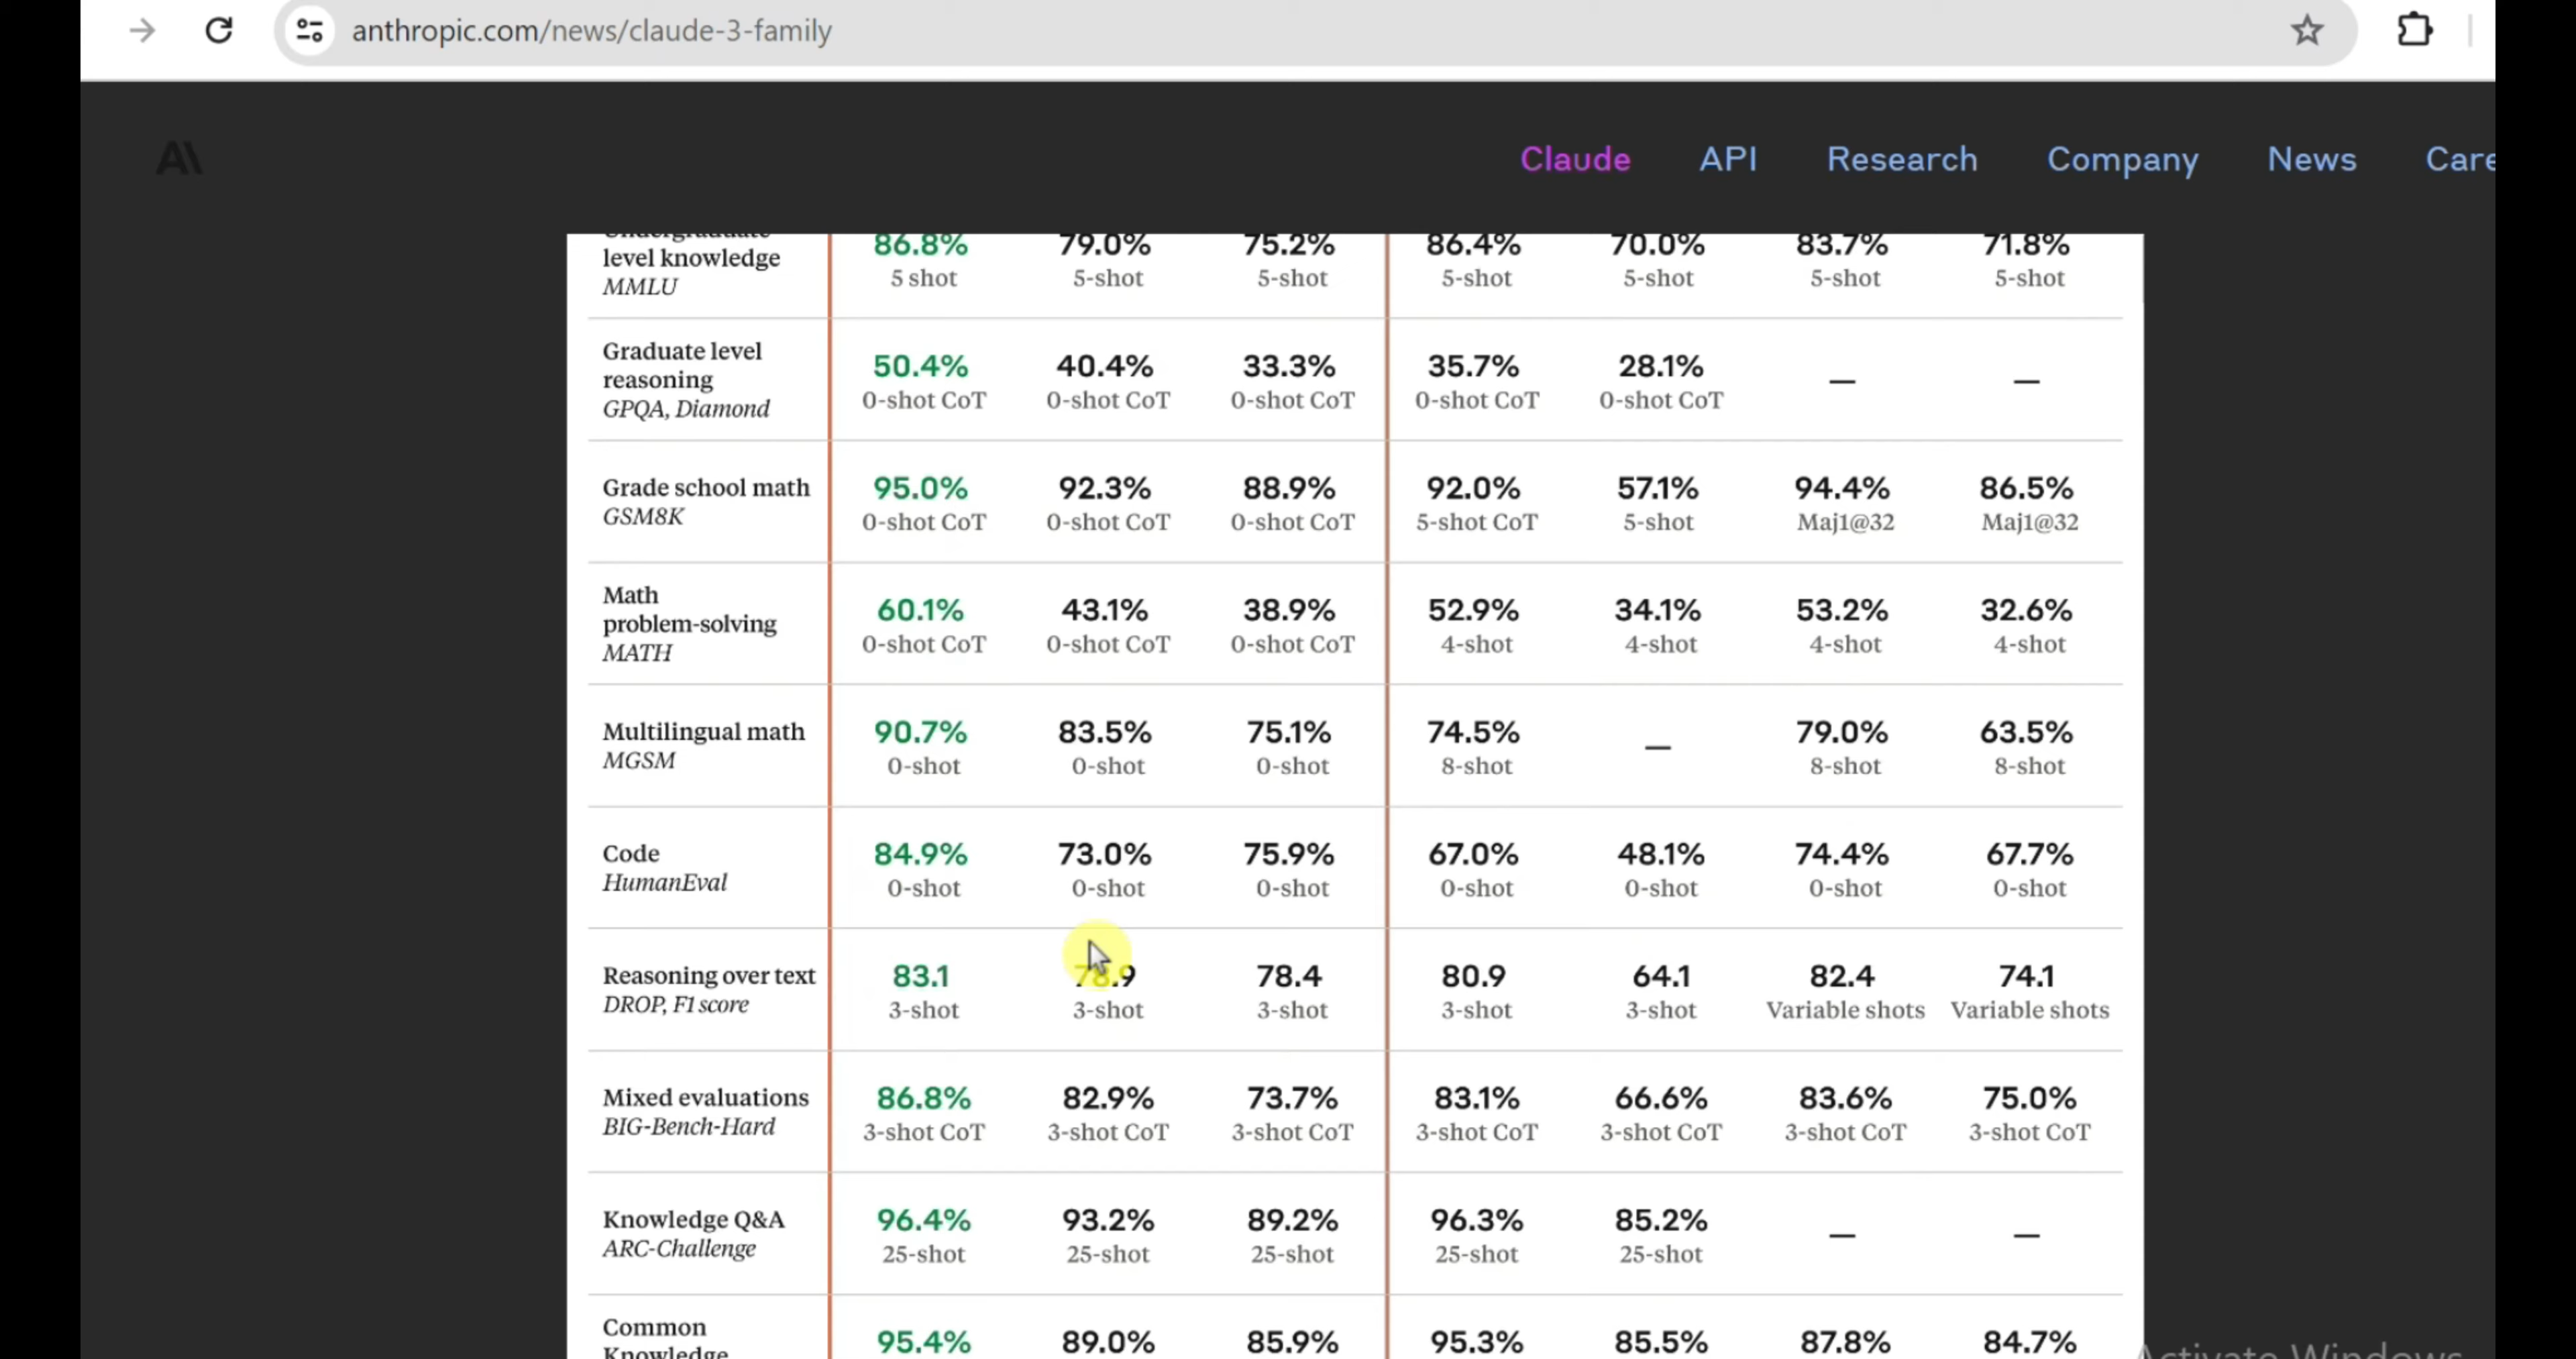 anthropic.com/news/claude-3-family
Claude API Research Company News Care
Undergraduate
86.8% 79.0% 75.2% 86.4% 70.0% 83.7% 71.8%
level knowledge
5 shot 5-shot 5-shot 5-shot 5-shot 5-shot 5-shot
MMLU
Graduate level
50.4% 40.4% 33.3% 35.7% 28.1% — —
reasoning
0-shot CoT 0-shot CoT 0-shot CoT 0-shot CoT 0-shot CoT
GPQA, Diamond
Grade school math 95.0% 92.3% 88.9% 92.0% 57.1% 94.4% 86.5%
GSM8K 0-shot CoT 0-shot CoT 0-shot CoT 5-shot CoT 5-shot Maj1@32 Maj1@32
Math
60.1% 43.1% 38.9% 52.9% 34.1% 53.2% 32.6%
problem-solving
0-shot CoT 0-shot CoT 0-shot CoT 4-shot 4-shot 4-shot 4-shot
MATH
Multilingual math 90.7% 83.5% 75.1% 74.5% — 79.0% 63.5%
MGSM 0-shot 0-shot 0-shot 8-shot 8-shot 8-shot
Code 84.9% 73.0% 75.9% 67.0% 48.1% 74.4% 67.7%
HumanEval 0-shot 0-shot 0-shot 0-shot 0-shot 0-shot 0-shot
Reasoning over text 83.1 78.9 78.4 80.9 64.1 82.4 74.1
DROP, F1 score 3-shot 3-shot 3-shot 3-shot 3-shot Variable shots Variable shots
Mixed evaluations 86.8% 82.9% 73.7% 83.1% 66.6% 83.6% 75.0%
BIG-Bench-Hard 3-shot CoT 3-shot CoT 3-shot CoT 3-shot CoT 3-shot CoT 3-shot CoT 3-shot CoT
Knowledge Q&A 96.4% 93.2% 89.2% 96.3% 85.2% — —
ARC-Challenge 25-shot 25-shot 25-shot 25-shot 25-shot
Common 95.4% 89.0% 85.9% 95.3% 85.5% 87.8% 84.7%
Knowledge
Activate Windows